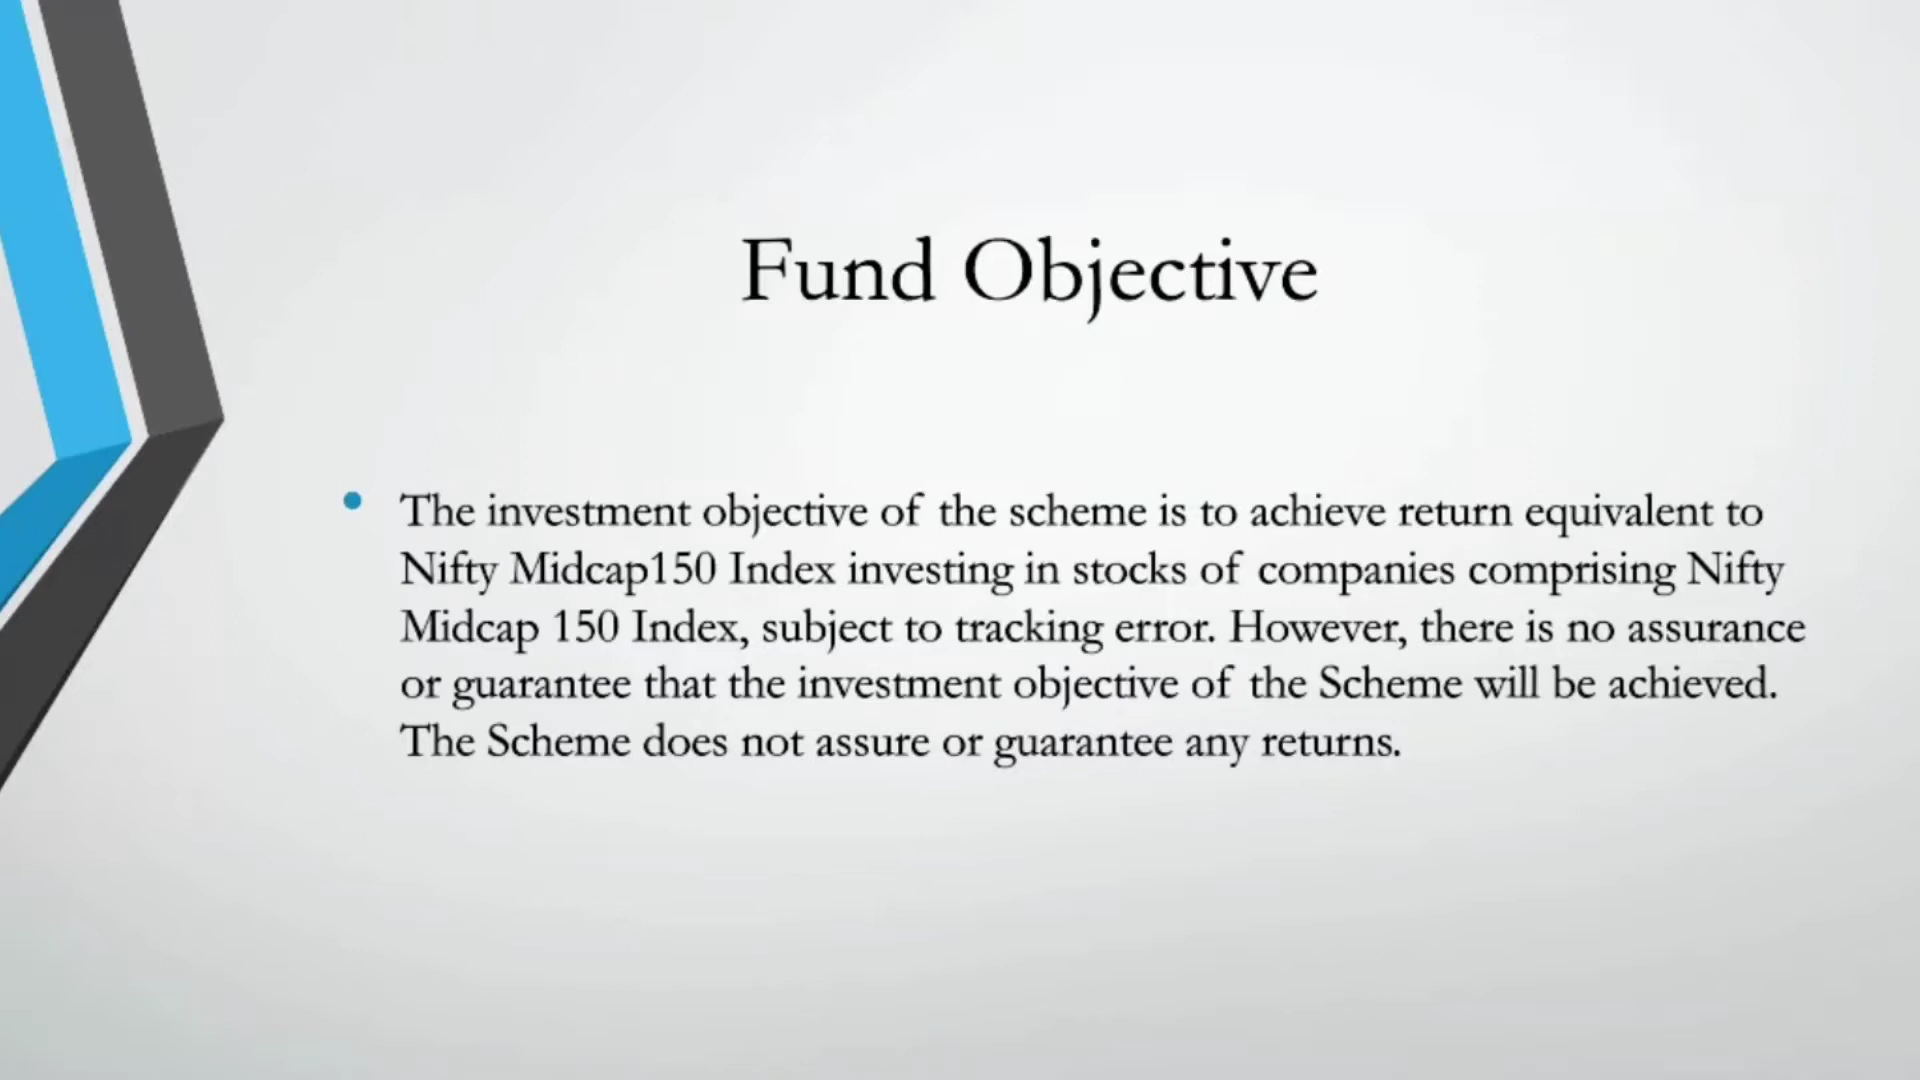 Fund Objective
The investment objective of the scheme is to achieve return equivalent to
Nifty Midcap150 Index investing in stocks of companies comprising Nifty
Midcap 150 Index, subject to tracking error. However, there is no assurance
or guarantee that the investment objective of the Scheme will be achieved.
The Scheme does not assure or guarantee any returns.